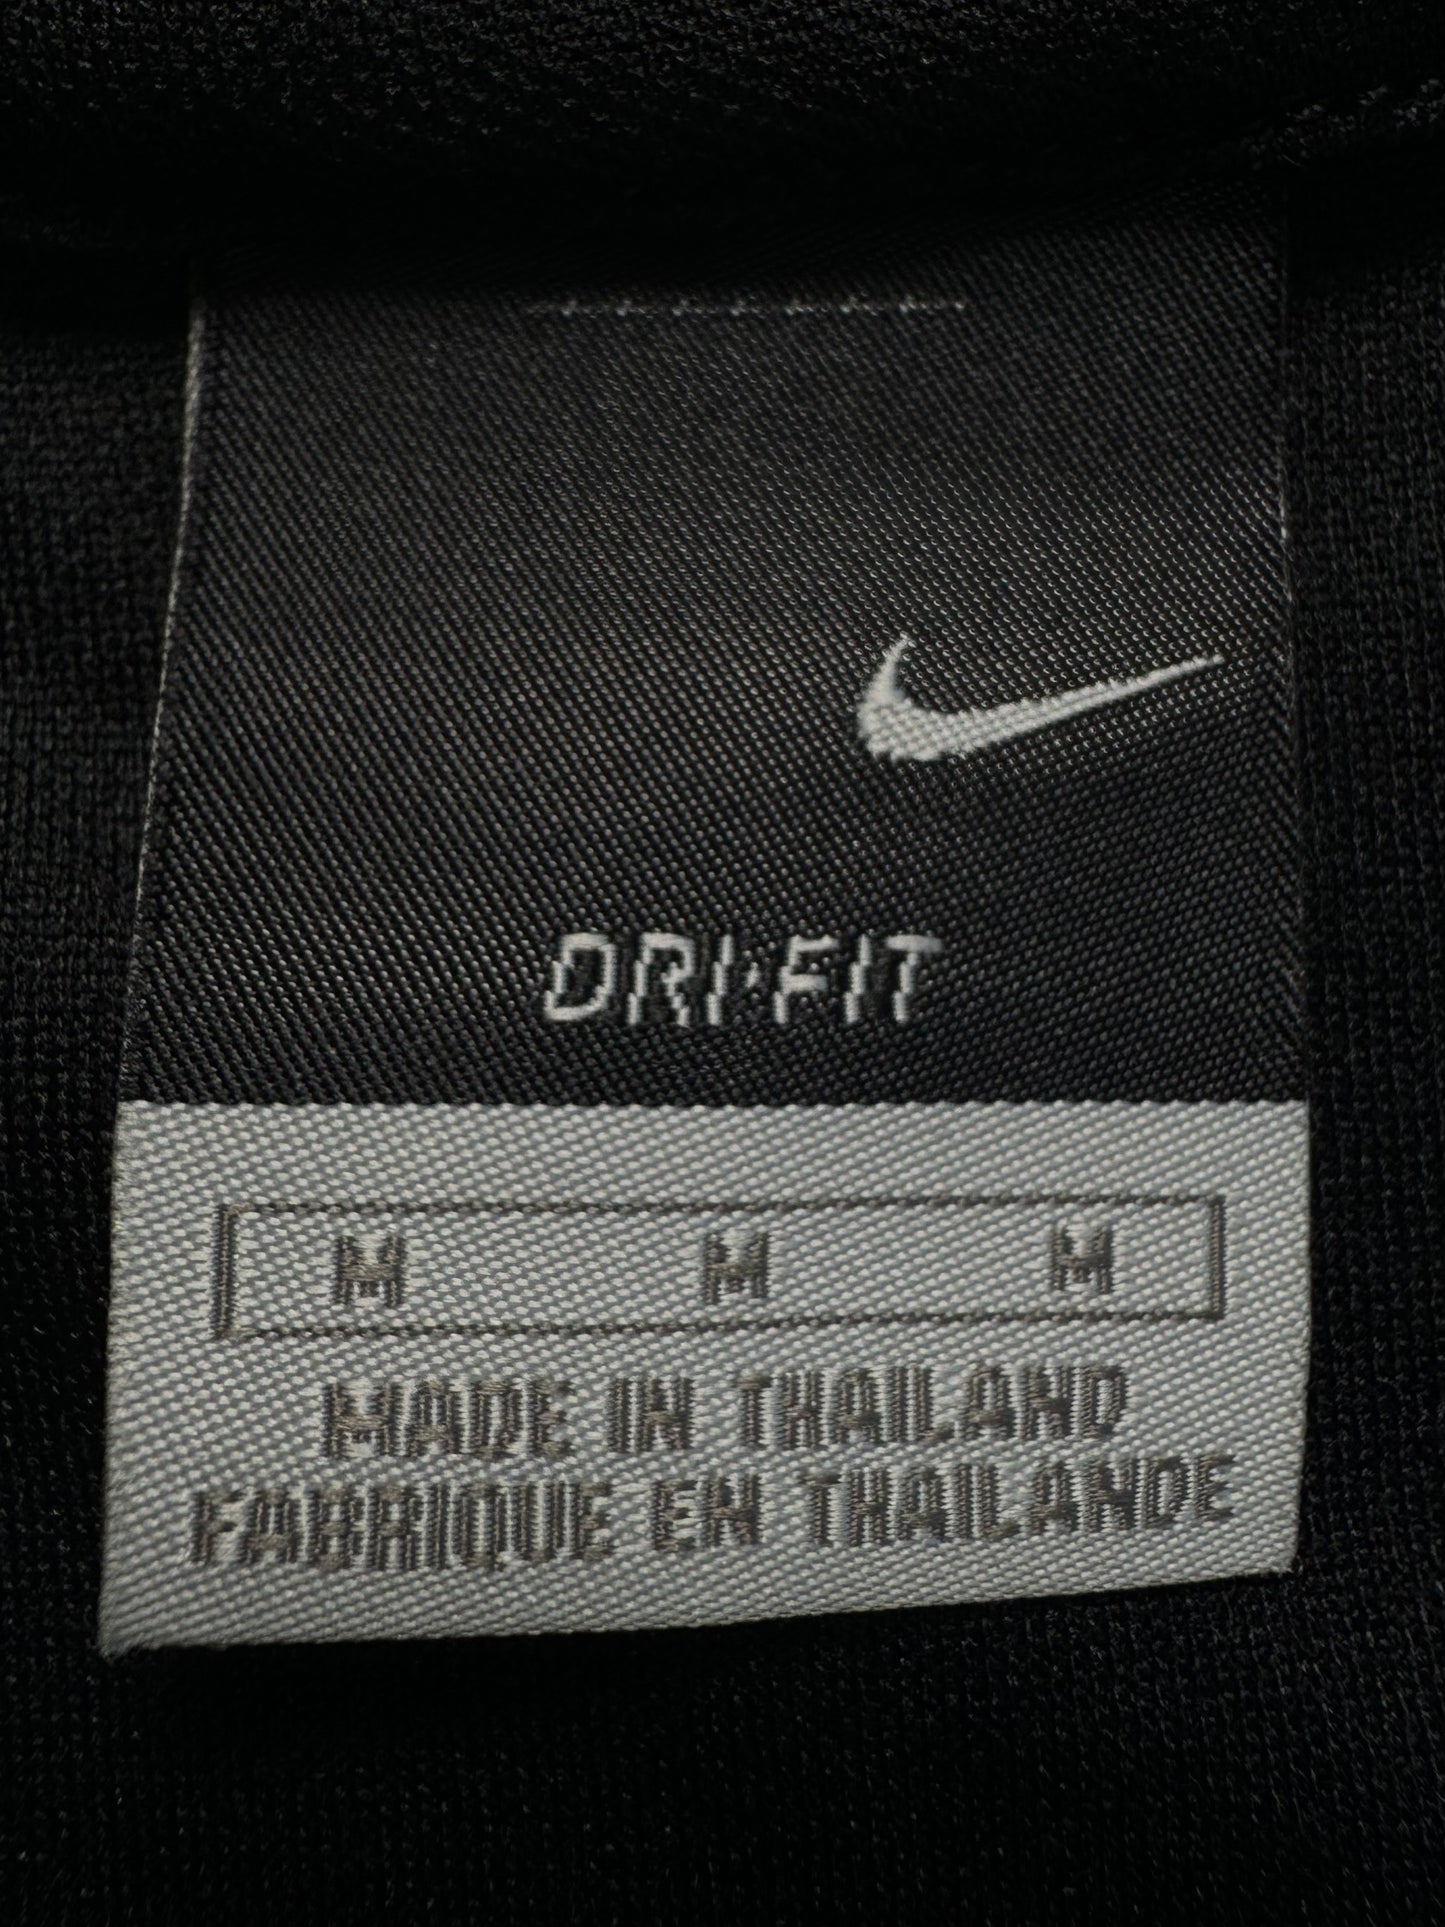 DRI·FIT
M M M
MADE IN THAILAND
FABRIQUE EN THAILANDE